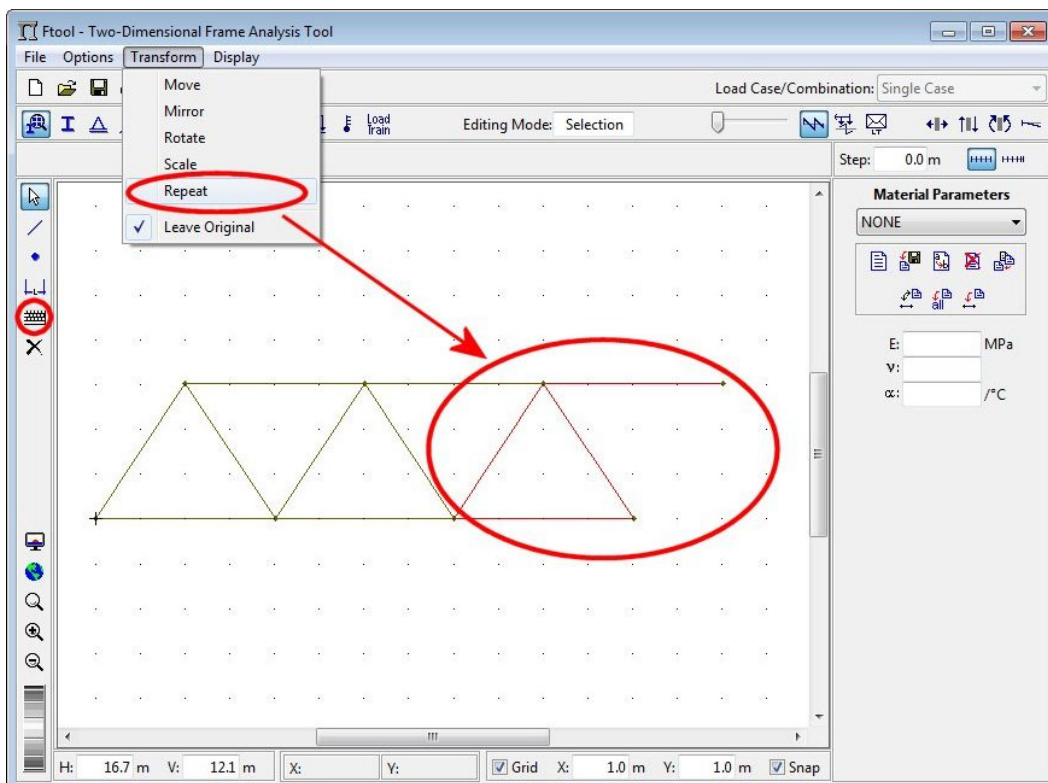 Ftool - Two-Dimensional Frame Analysis Tool
File Options Transform Display
Move
Mirror
Rotate
Scale
Repeat
Leave Original
Load Case/Combination: Single Case
Load Train
Editing Mode: Selection
Step: 0.0 m
Material Parameters
NONE
all
E: MPa
ν:
α: /°C
H: 16.7 m V: 12.1 m X: Y: Grid X: 1.0 m Y: 1.0 m Snap